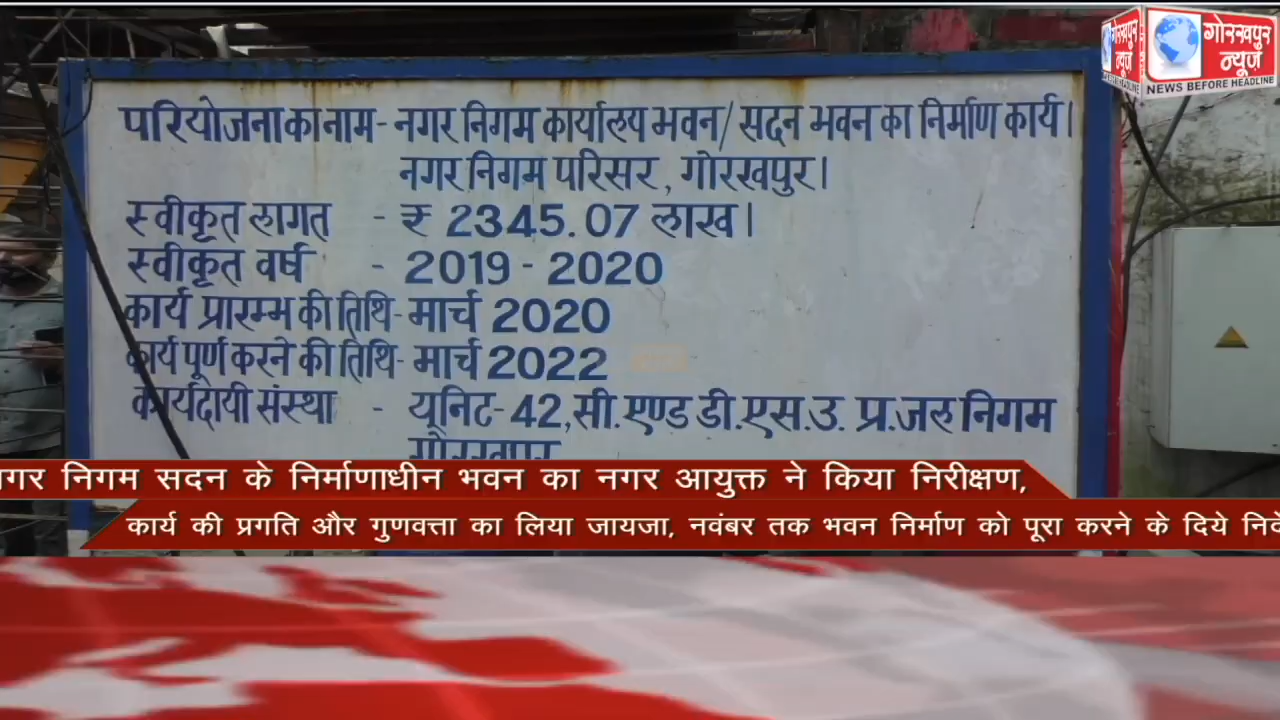 गोरखपुर
न्यूज़
NEWS BEFORE HEADLINE
परियोजना का नाम - नगर निगम कार्यालय भवन/ सदन भवन का निर्माण कार्य।
नगर निगम परिसर, गोरखपुर।
स्वीकृत लागत - ₹ 2345.07 लाख।
स्वीकृत वर्ष - 2019 - 2020
कार्य प्रारम्भ की तिथि - मार्च 2020
कार्य पूर्ण करने की तिथि - मार्च 2022
कार्यदायी संस्था - यूनिट- 42, सी.एण्ड डी.एस.उ. प्र.जल निगम
गोरखपुर
नगर निगम सदन के निर्माणाधीन भवन का नगर आयुक्त ने किया निरीक्षण,
कार्य की प्रगति और गुणवत्ता का लिया जायजा, नवंबर तक भवन निर्माण को पूरा करने के दिये